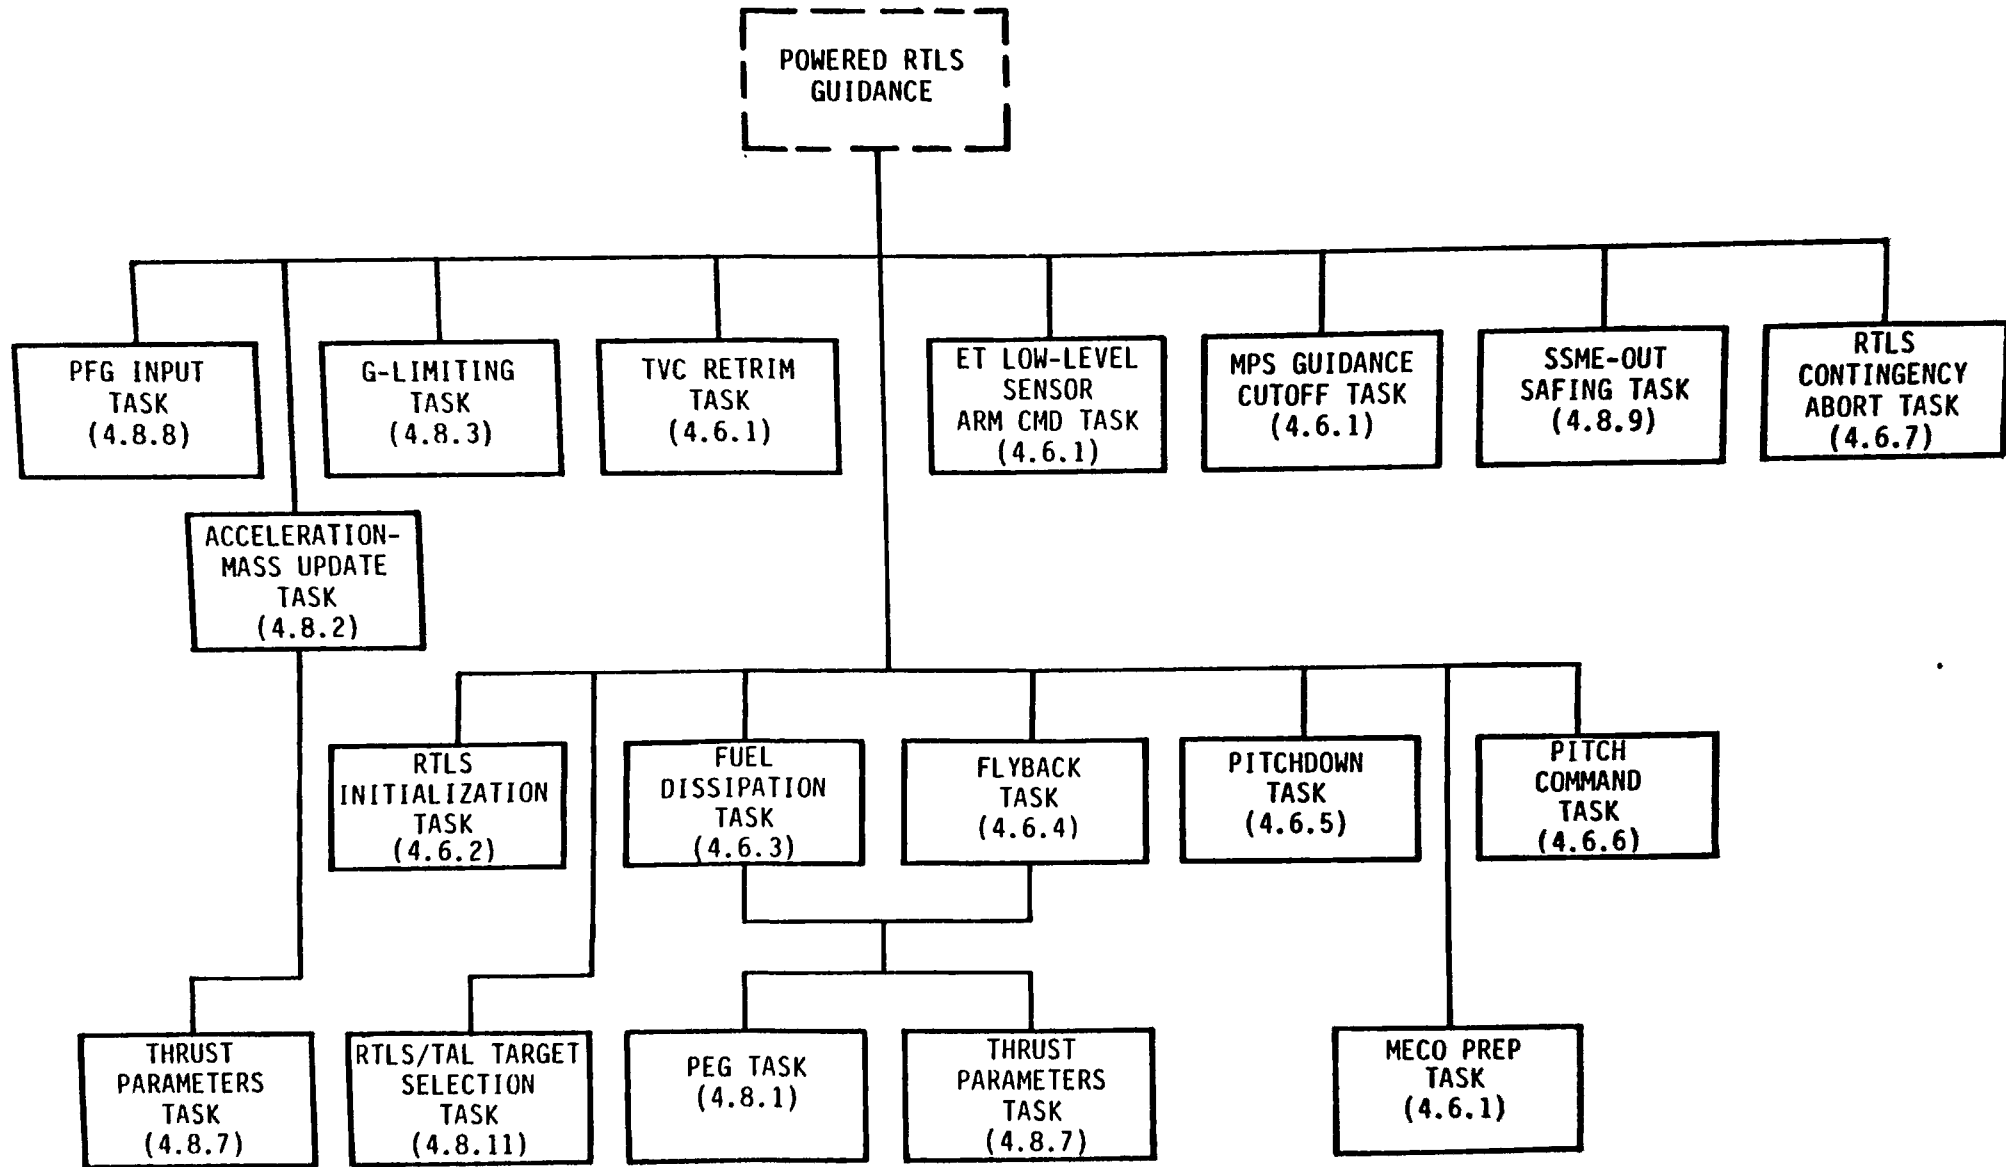 POWERED RTLS
GUIDANCE
PFG INPUT
TASK
(4.8.8)
G-LIMITING
TASK
(4.8.3)
TVC RETRIM
TASK
(4.6.1)
ET LOW-LEVEL
SENSOR
ARM CMD TASK
(4.6.1)
MPS GUIDANCE
CUTOFF TASK
(4.6.1)
SSME-OUT
SAFING TASK
(4.8.9)
RTLS
CONTINGENCY
ABORT TASK
(4.6.7)
ACCELERATION-
MASS UPDATE
TASK
(4.8.2)
RTLS
INITIALIZATION
TASK
(4.6.2)
FUEL
DISSIPATION
TASK
(4.6.3)
FLYBACK
TASK
(4.6.4)
PITCHDOWN
TASK
(4.6.5)
PITCH
COMMAND
TASK
(4.6.6)
THRUST
PARAMETERS
TASK
(4.8.7)
RTLS/TAL TARGET
SELECTION
TASK
(4.8.11)
PEG TASK
(4.8.1)
THRUST
PARAMETERS
TASK
(4.8.7)
MECO PREP
TASK
(4.6.1)